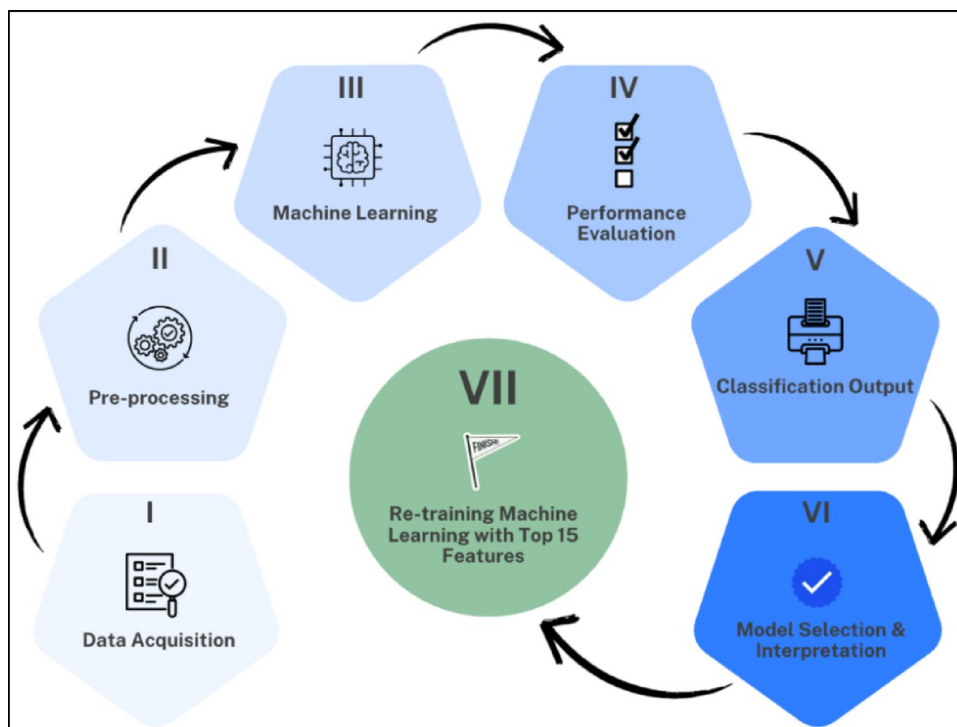 I
Data Acquisition
II
Pre-processing
III
Machine Learning
IV
Performance
Evaluation
V
Classification Output
VI
Model Selection &
Interpretation
VII
FINISH
Re-training Machine
Learning with Top 15
Features